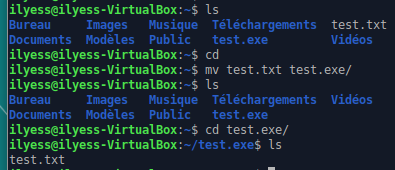 ilyess@ilyess-VirtualBox:~$ ls
Bureau Images Musique Téléchargements test.txt
Documents Modèles Public test.exe Vidéos
ilyess@ilyess-VirtualBox:~$ cd
ilyess@ilyess-VirtualBox:~$ mv test.txt test.exe/
ilyess@ilyess-VirtualBox:~$ ls
Bureau Images Musique Téléchargements Vidéos
Documents Modèles Public test.exe
ilyess@ilyess-VirtualBox:~$ cd test.exe/
ilyess@ilyess-VirtualBox:~/test.exe$ ls
test.txt